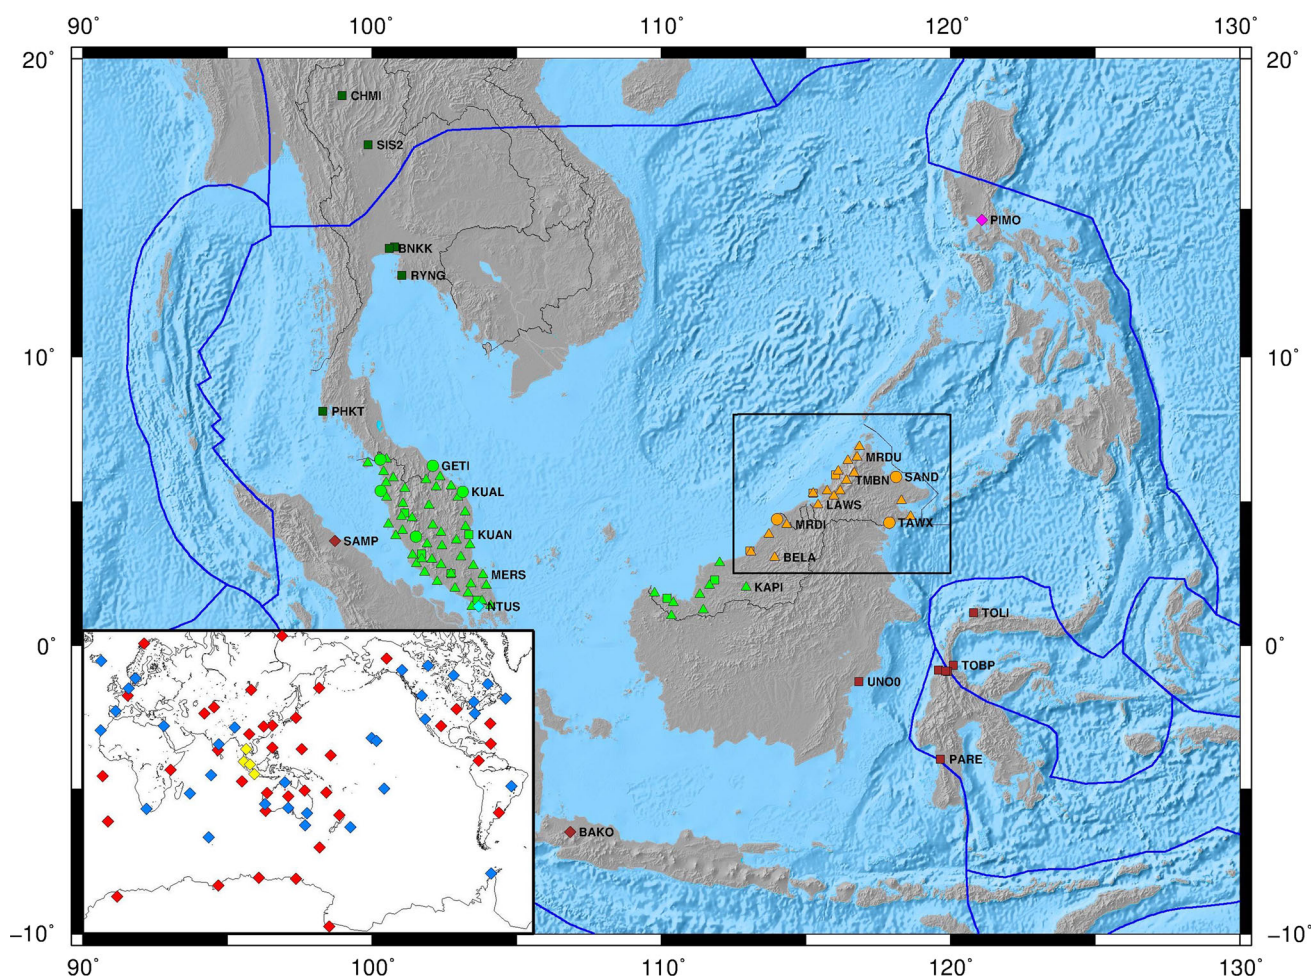 90° 100° 110° 120° 130°
20° 20°
CHMI
SIS2
PIMO
BNKK
RYNG
10° 10°
PHKT
MRDU
GETI
SAND
TMBN
KUAL
LAWS
MRDI
TAWX
KUAN
SAMP
BELA
MERS
KAPI
NTUS
TOLI
0° 0°
TOBP
UNO0
PARE
BAKO
−10° −10°
90° 100° 110° 120° 130°